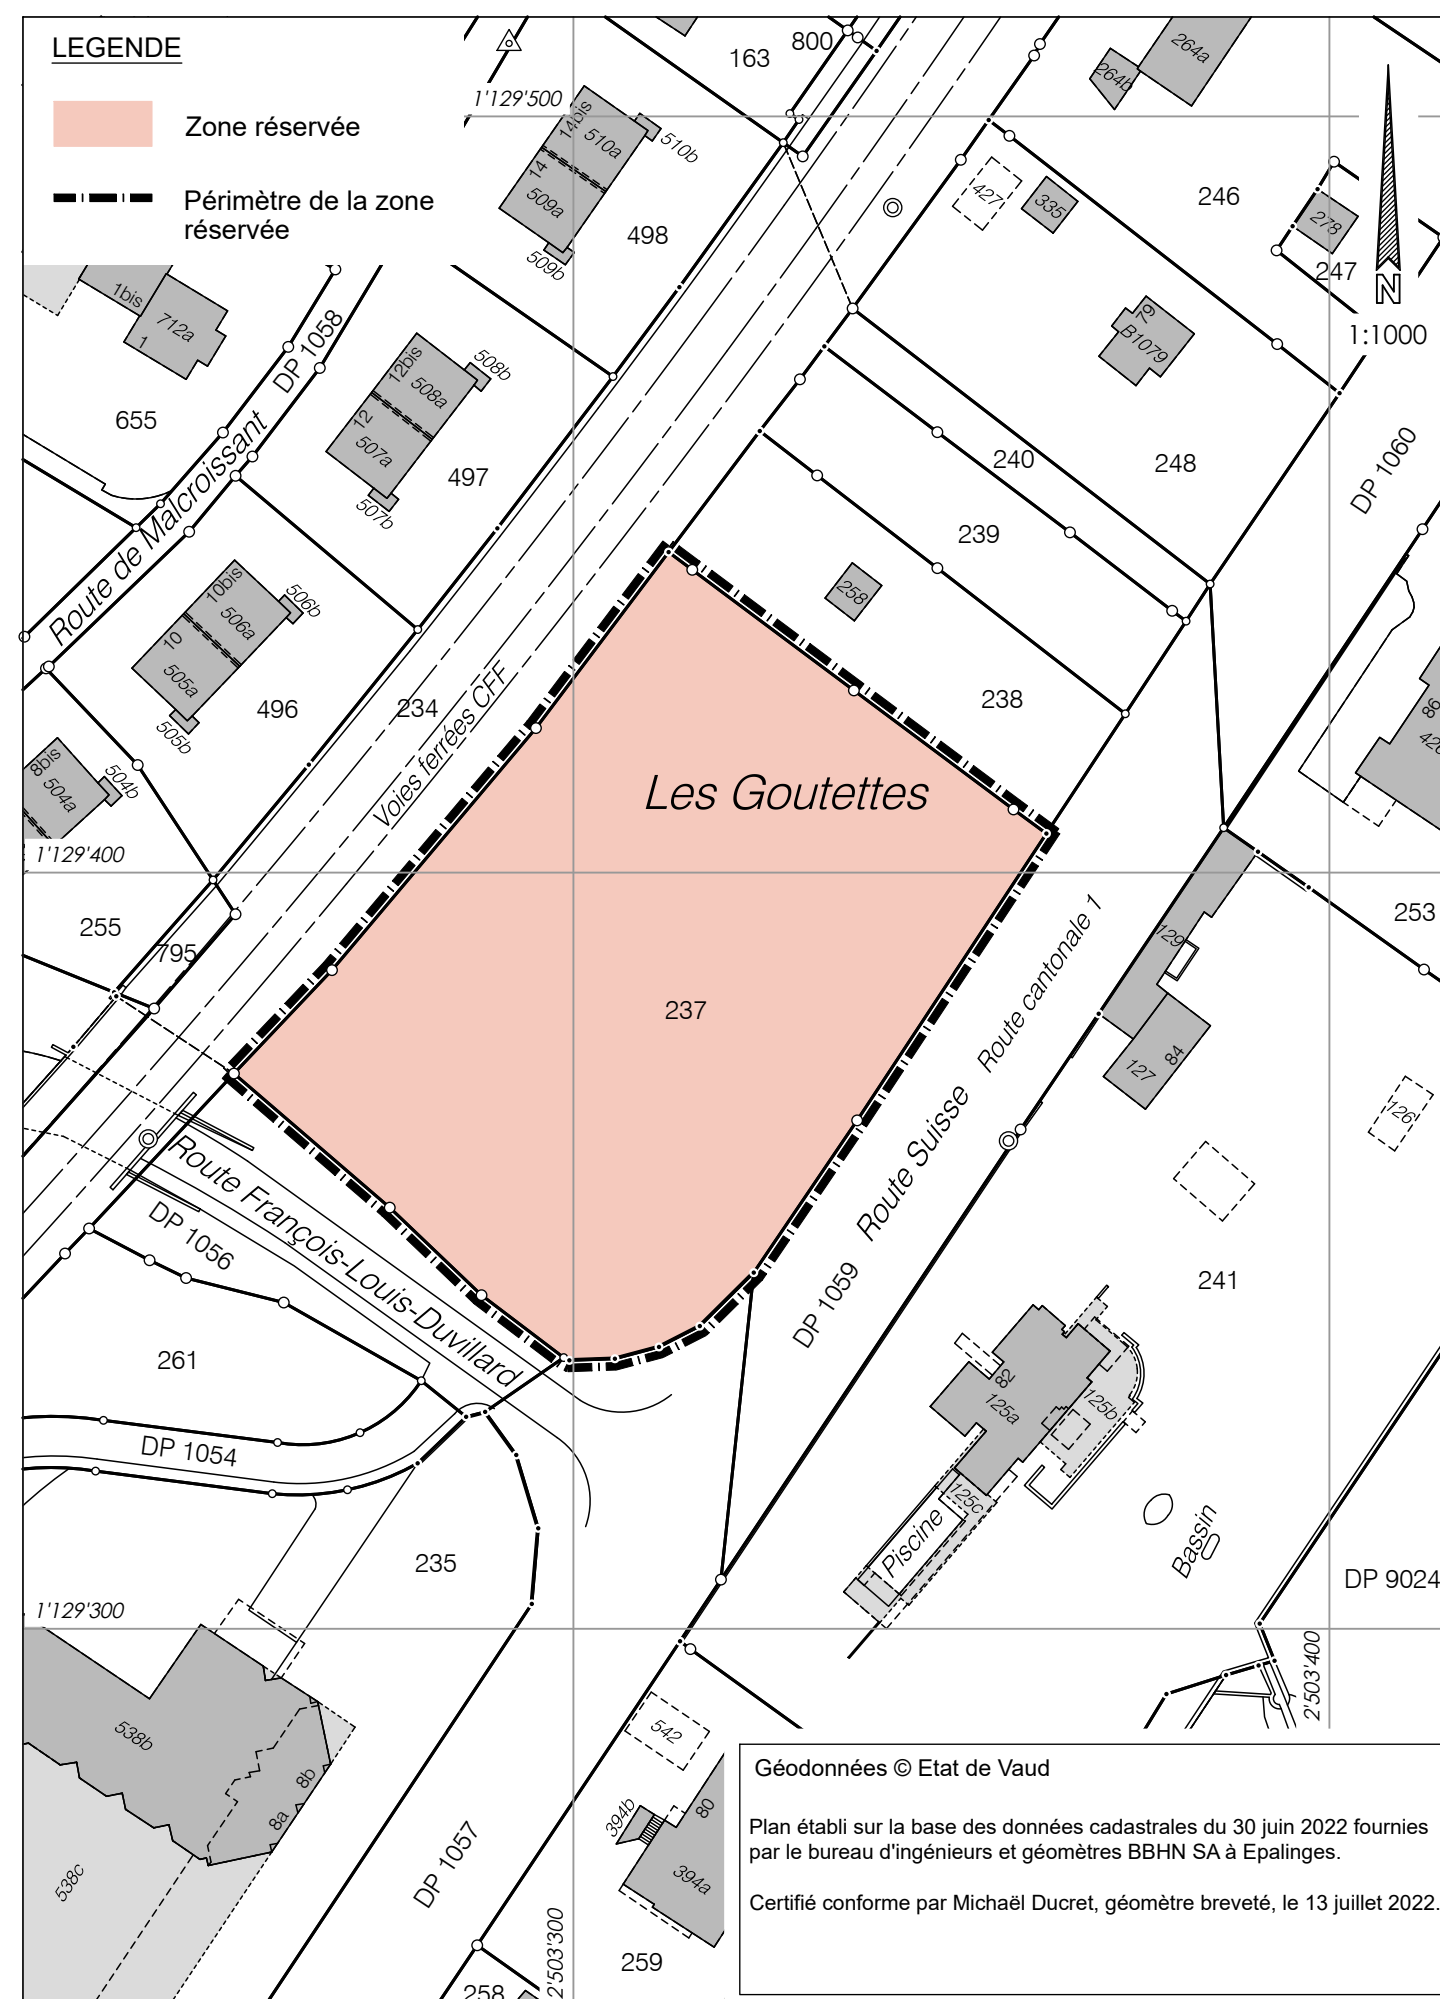 LEGENDE
Zone réservée
Périmètre de la zone
réservée
163
800
264a
264b
1'129'500
14bis
510a
510b
14
509a
509b
498
427
335
246
278
247
N
1:1000
1bis
712a
1
DP 1058
655
Route de Malcroissant
12bis
508a
508b
12
507a
507b
497
79
B1079
240
248
239
DP 1060
258
10bis
506a
506b
10
505a
505b
496
234
Voies ferrées CFF
238
86
8bis
504a
504b
Les Goutettes
1'129'400
255
795
237
Route cantonale 1
253
129
127
84
126
Route Suisse
Route François-Louis-Duvillard
DP 1056
DP 1059
241
261
82
125a
125b
DP 1054
125c
Piscine
Bassin
235
DP 9024
1'129'300
2'503'400
538b
542
8b
8a
394b
80
394a
538c
DP 1057
2'503'300
259
258
Géodonnées © Etat de Vaud
Plan établi sur la base des données cadastrales du 30 juin 2022 fournies
par le bureau d'ingénieurs et géomètres BBHN SA à Epalinges.
Certifié conforme par Michaël Ducret, géomètre breveté, le 13 juillet 2022.